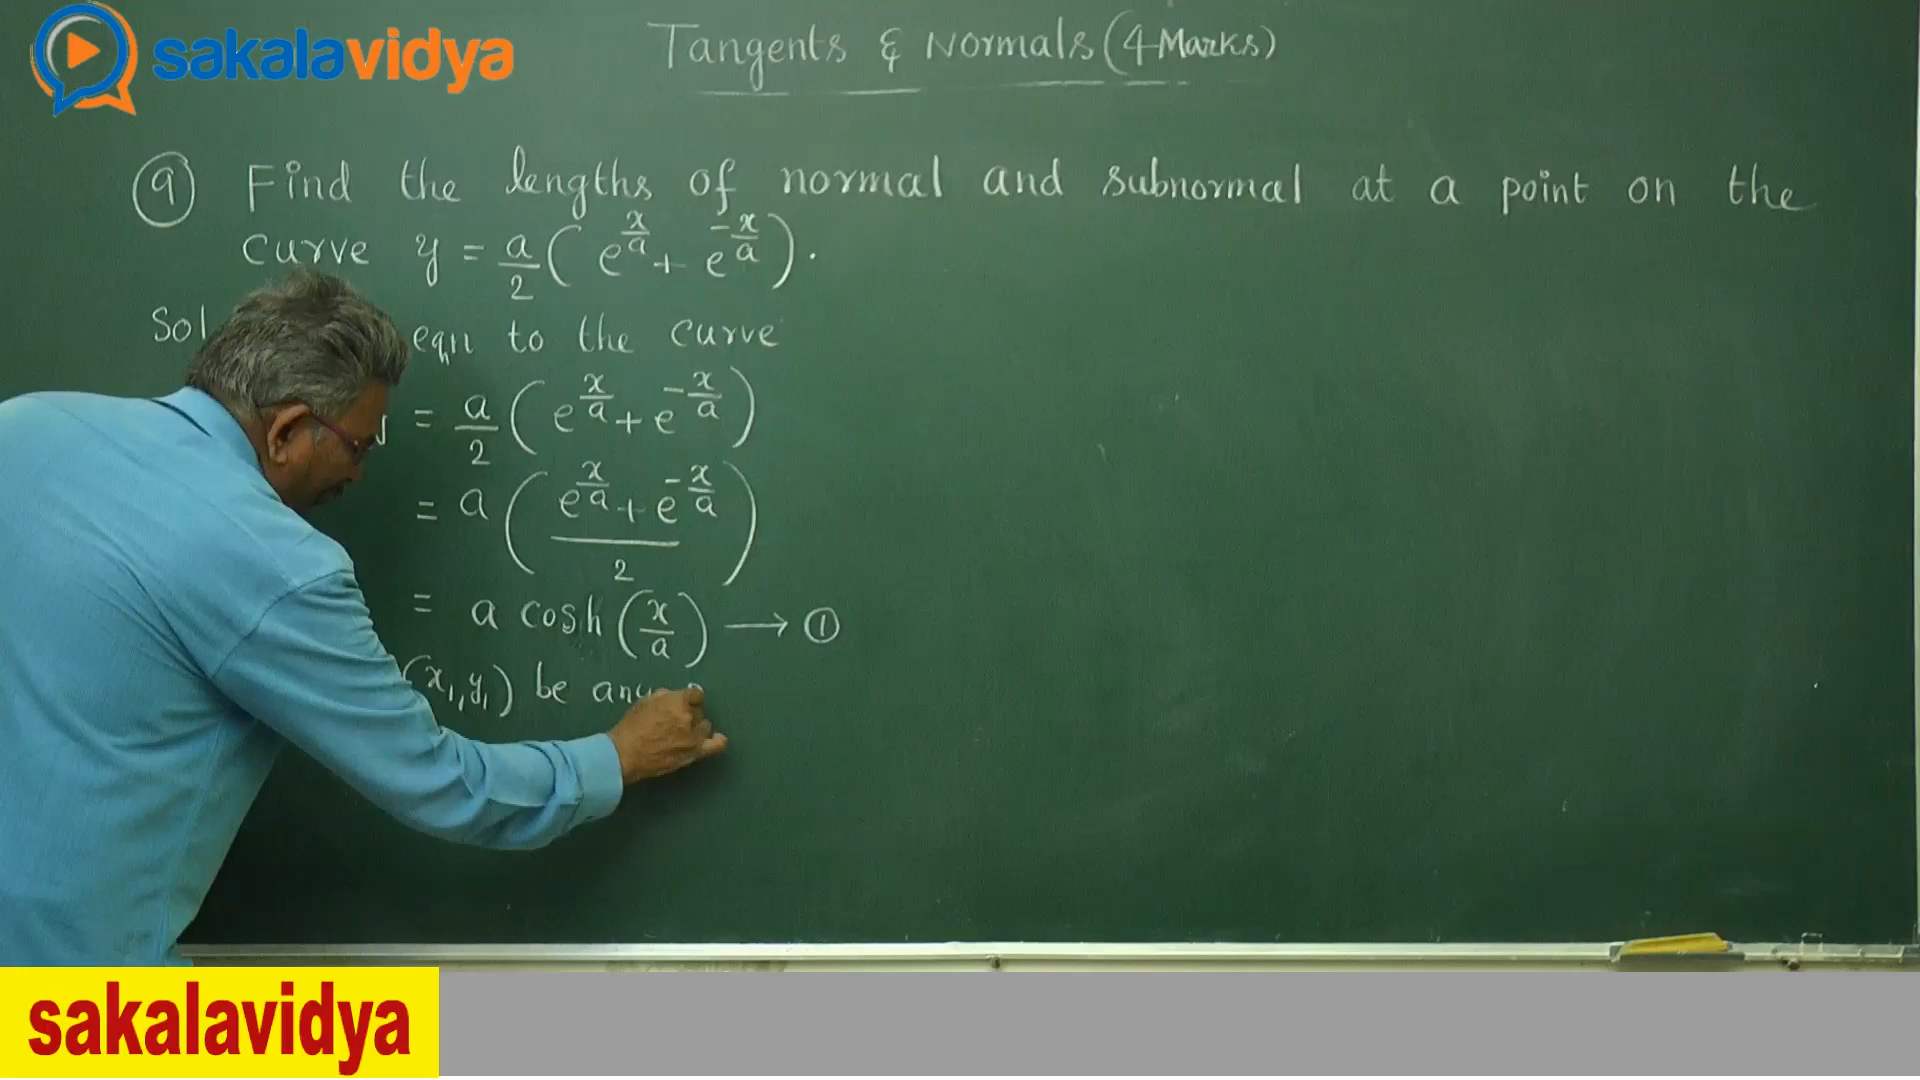 sakalavidya
Tangents & Normals (4 Marks)
9 Find the lengths of normal and subnormal at a point on the
curve y = a/2 ( e^(x/a) + e^(-x/a) ).
Sol eqn to the curve
= a/2 ( e^(x/a) + e^(-x/a) )
= a ( (e^(x/a) + e^(-x/a)) / 2 )
= a cosh (x/a) → ①
(x₁, y₁) be any
sakalavidya